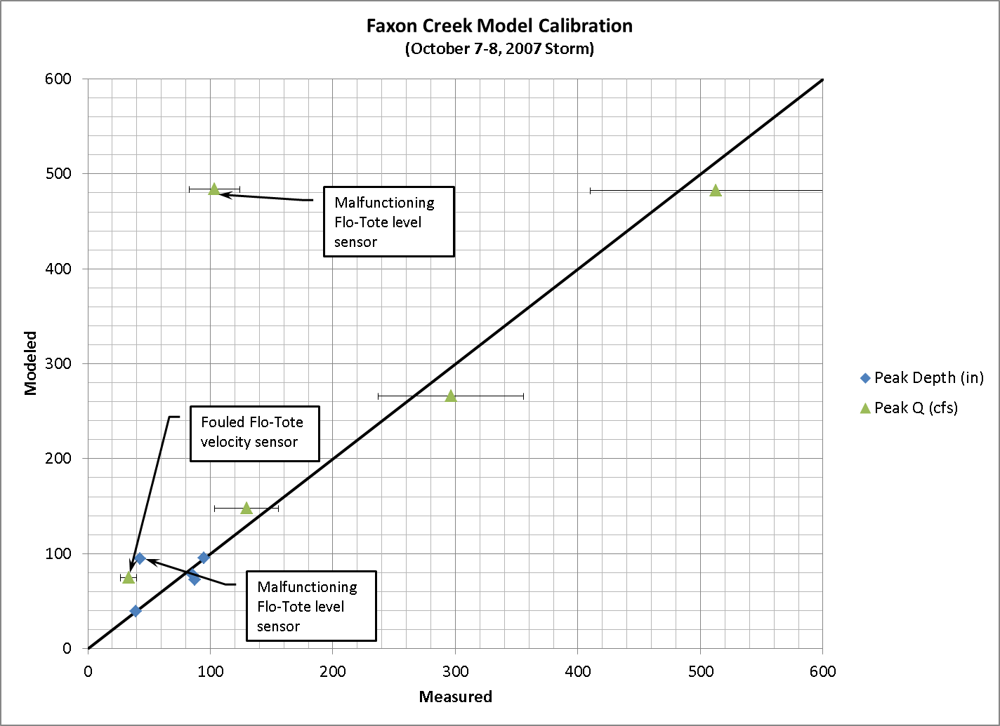 Faxon Creek Model Calibration
(October 7-8, 2007 Storm)
600
500
Malfunctioning
Flo-Tote level
sensor
400
Modeled
300
Peak Depth (in)
Peak Q (cfs)
Fouled Flo-Tote
velocity sensor
200
100
Malfunctioning
Flo-Tote level
sensor
0
0 100 200 300 400 500 600
Measured